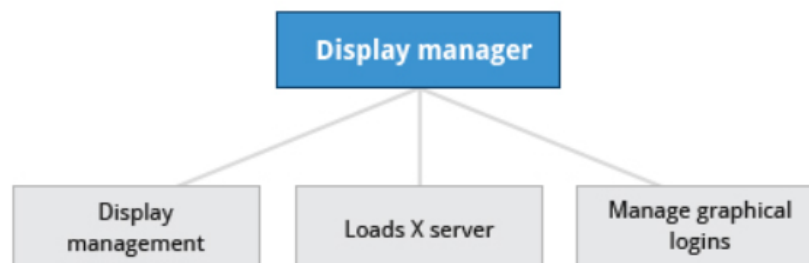 Display manager
Display
management
Loads X server
Manage graphical
logins